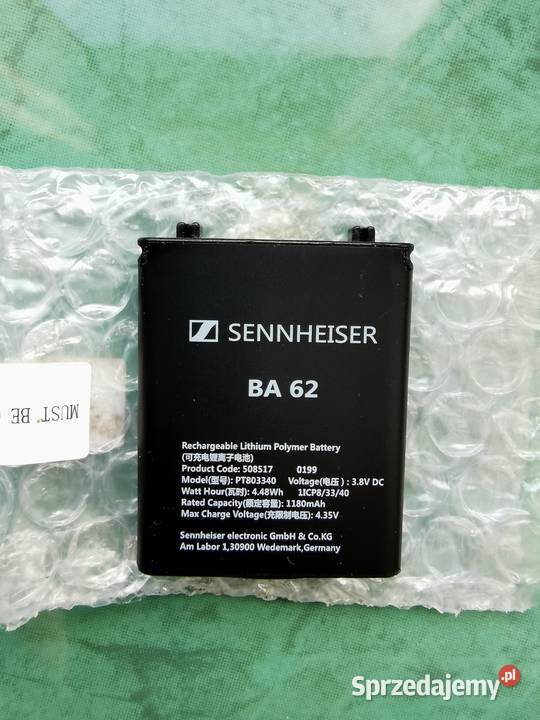 SENNHEISER
BA 62
Rechargeable Lithium Polymer Battery
(可充电锂离子电池)
Product Code: 508517 0199
Model(型号): PT803340 Voltage(电压): 3.8V DC
Watt Hour(瓦时): 4.48Wh 1ICP8/33/40
Rated Capacity(额定容量): 1180mAh
Max Charge Voltage(充限制电压): 4.35V
Sennheiser electronic GmbH & Co.KG
Am Labor 1,30900 Wedemark,Germany
MUST BE
Sprzedajemy.pl